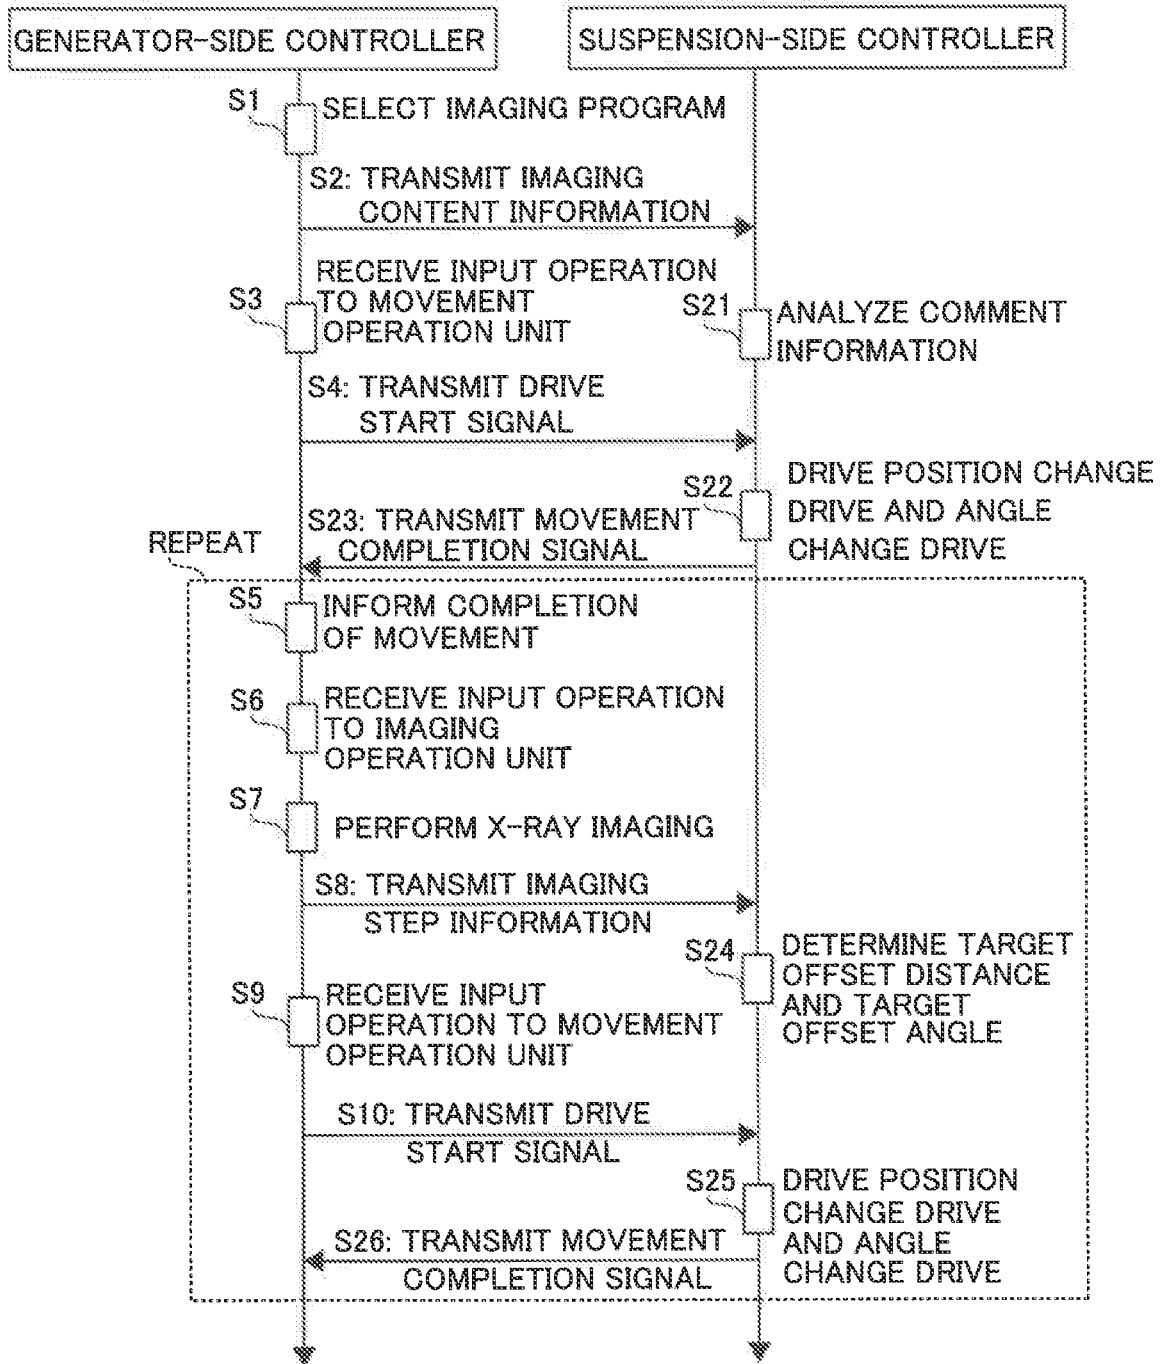 GENERATOR-SIDE CONTROLLER
SUSPENSION-SIDE CONTROLLER
S1
SELECT IMAGING PROGRAM
S2: TRANSMIT IMAGING
CONTENT INFORMATION
S3
RECEIVE INPUT OPERATION
TO MOVEMENT
OPERATION UNIT
S21
ANALYZE COMMENT
INFORMATION
S4: TRANSMIT DRIVE
START SIGNAL
S22
DRIVE POSITION CHANGE
DRIVE AND ANGLE
CHANGE DRIVE
S23: TRANSMIT MOVEMENT
COMPLETION SIGNAL
REPEAT
S5
INFORM COMPLETION
OF MOVEMENT
S6
RECEIVE INPUT OPERATION
TO IMAGING
OPERATION UNIT
S7
PERFORM X-RAY IMAGING
S8: TRANSMIT IMAGING
STEP INFORMATION
S24
DETERMINE TARGET
OFFSET DISTANCE
AND TARGET
OFFSET ANGLE
S9
RECEIVE INPUT
OPERATION TO MOVEMENT
OPERATION UNIT
S10: TRANSMIT DRIVE
START SIGNAL
S25
DRIVE POSITION
CHANGE DRIVE
AND ANGLE
CHANGE DRIVE
S26: TRANSMIT MOVEMENT
COMPLETION SIGNAL